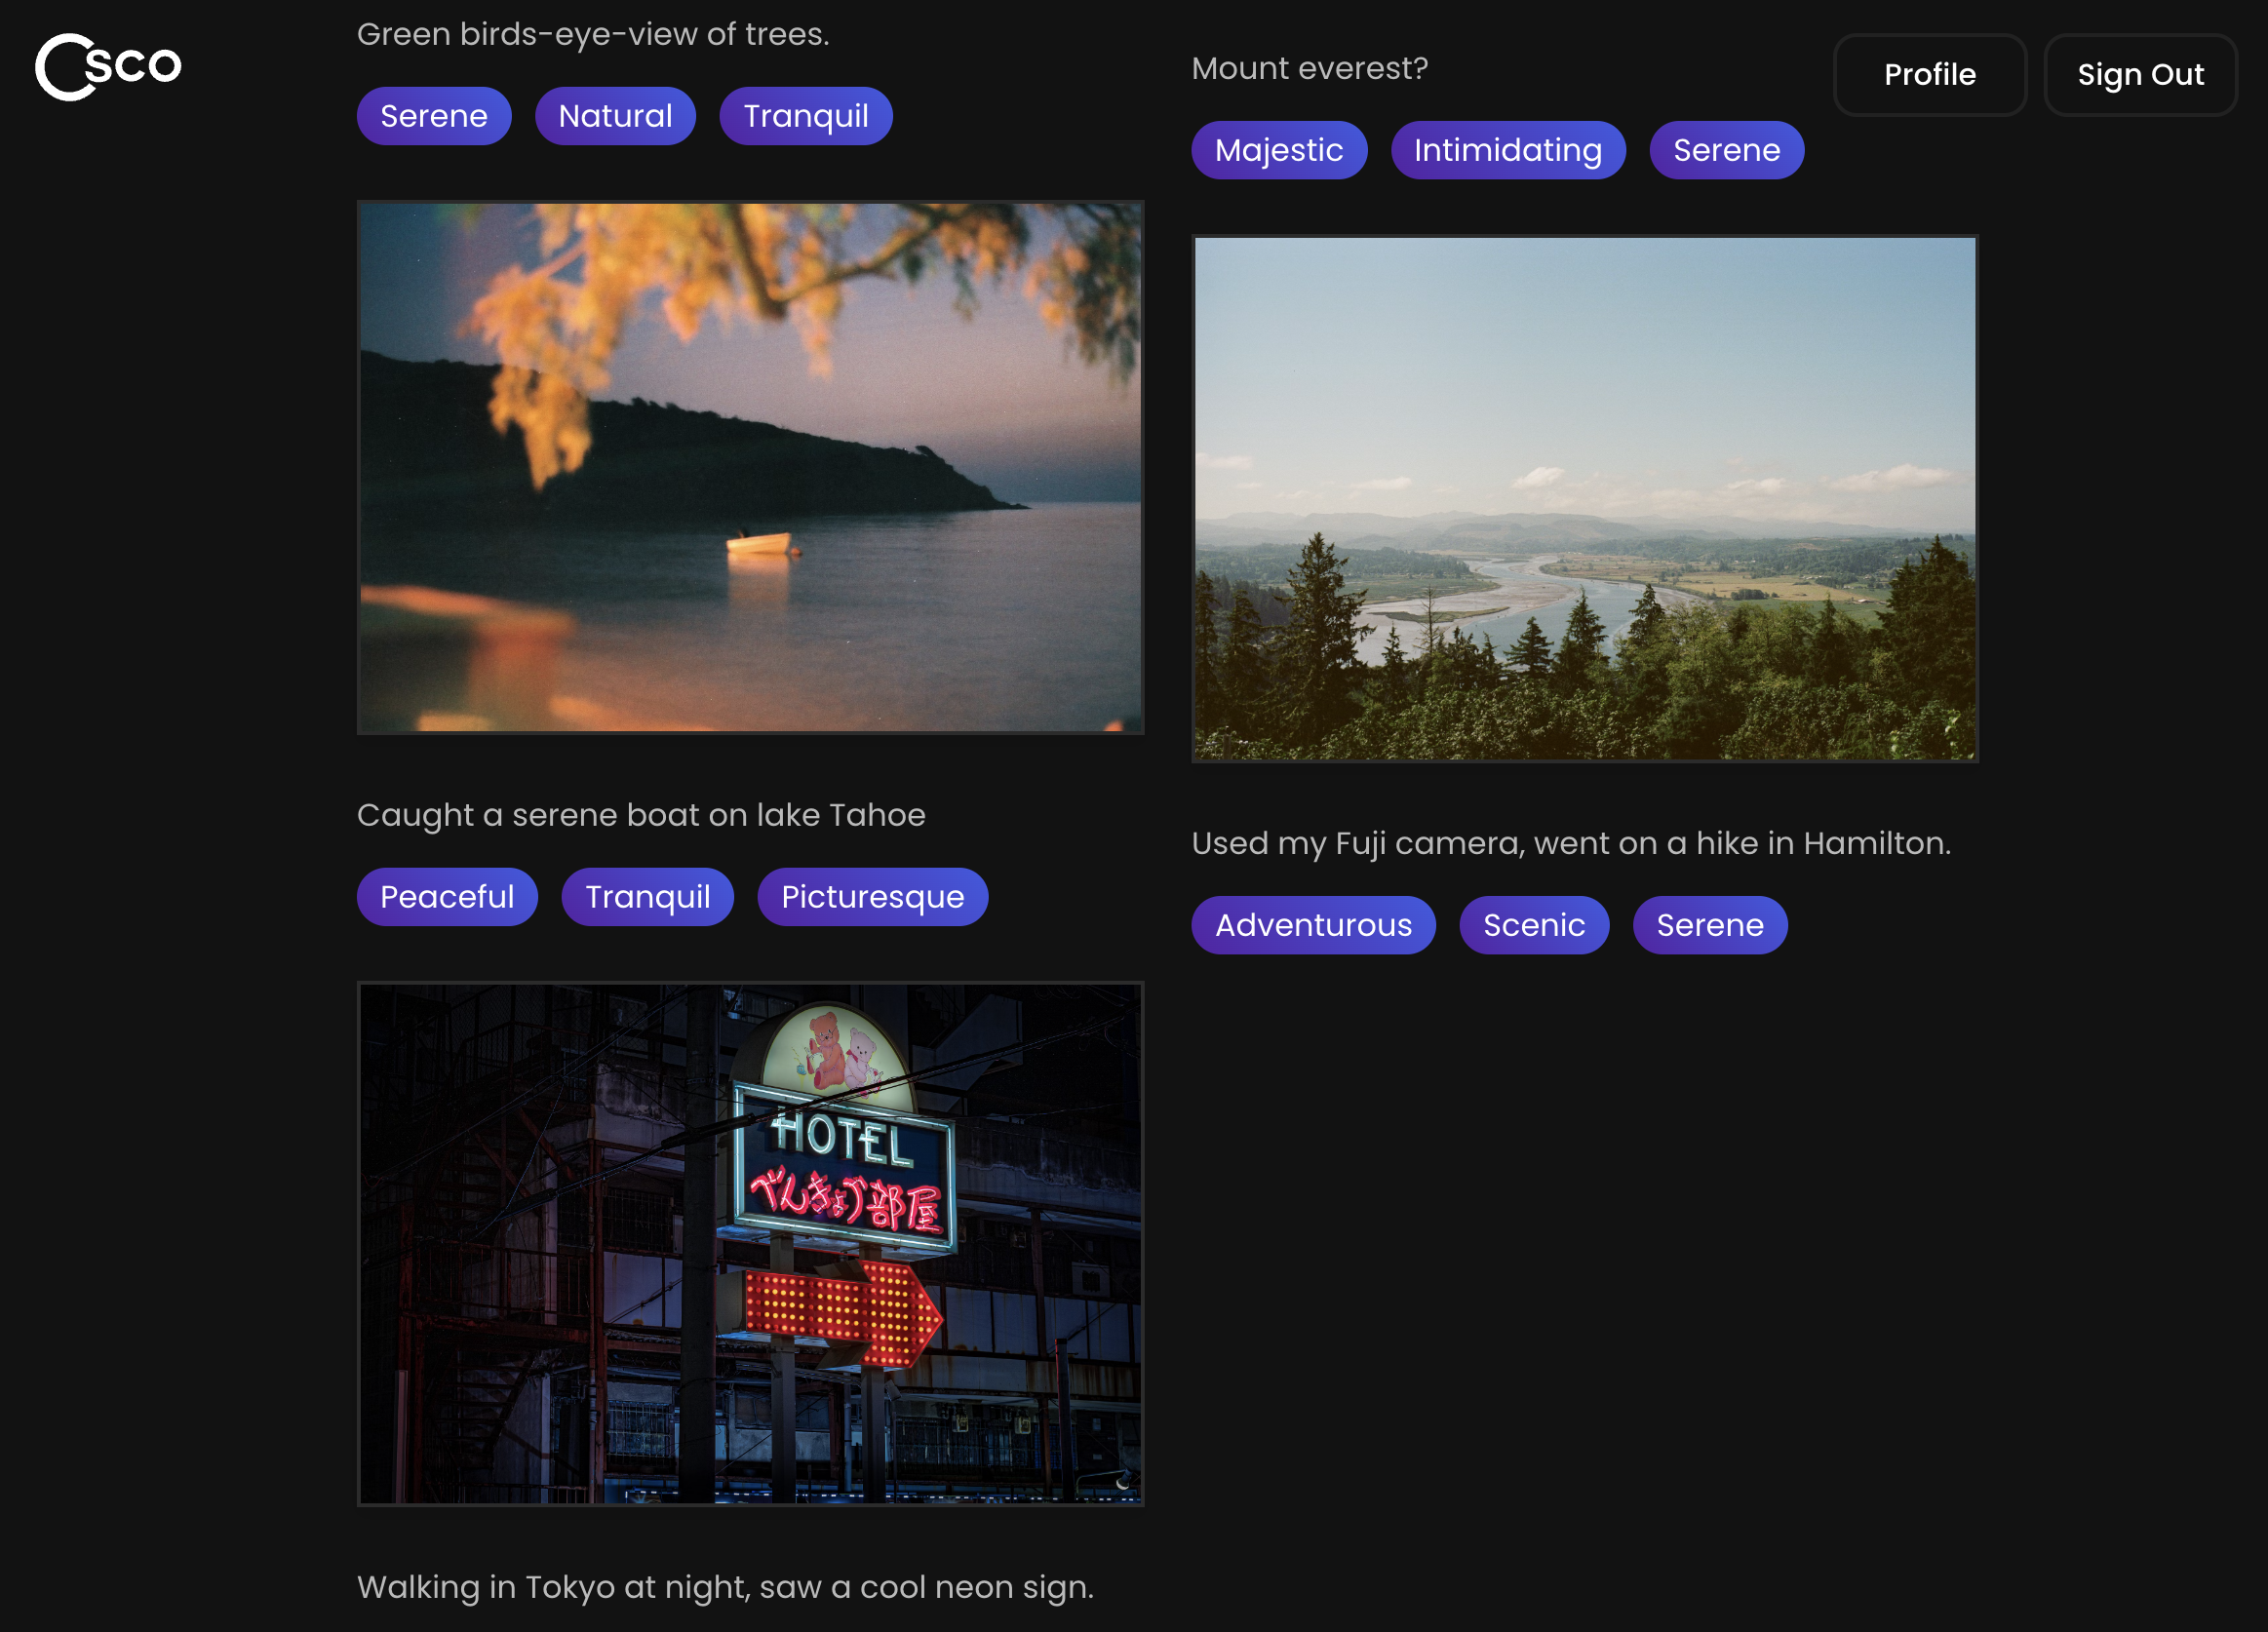 Csco
Profile
Sign Out
Green birds-eye-view of trees.
Serene
Natural
Tranquil
Caught a serene boat on lake Tahoe
Peaceful
Tranquil
Picturesque
HOTEL
でんきょう部屋
Walking in Tokyo at night, saw a cool neon sign.
Mount everest?
Majestic
Intimidating
Serene
Used my Fuji camera, went on a hike in Hamilton.
Adventurous
Scenic
Serene